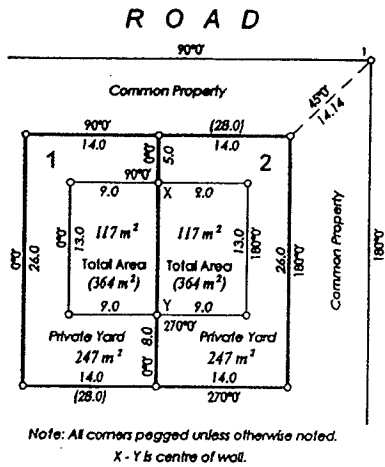 ROAD
90°0'
1
Common Property
45°0'
14.14
90°0'
(28.0)
14.0
14.0
1
2
0°0'
5.0
90°0'
9.0
X
9.0
0°0'
13.0
117 m²
117 m²
13.0
180°0'
0°0'
26.0
Total Area
(364 m²)
Total Area
(364 m²)
26.0
180°0'
Common Property
180°0'
9.0
Y
9.0
270°0'
Private Yard
247 m²
0°0'
8.0
Private Yard
247 m²
14.0
14.0
(28.0)
270°0'
Note: All corners pegged unless otherwise noted.
X - Y is centre of wall.